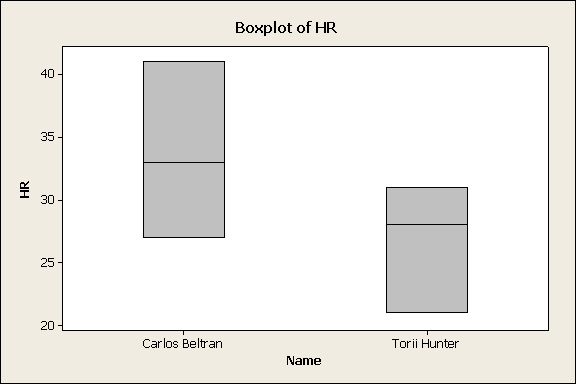 Boxplot of HR
40
35
30
25
20
HR
Carlos Beltran
Torii Hunter
Name